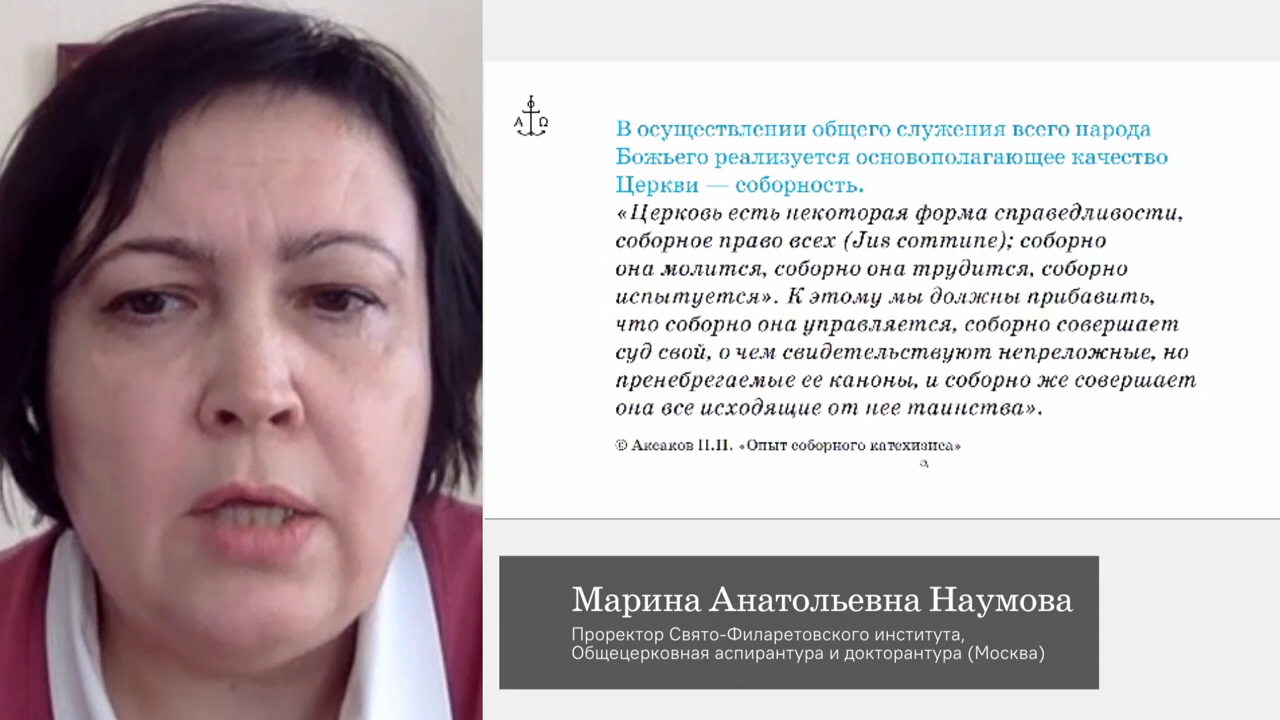 Α Ф Ω
В осуществлении общего служения всего народа
Божьего реализуется основополагающее качество
Церкви — соборность.
«Церковь есть некоторая форма справедливости,
соборное право всех (Jus commune); соборно
она молится, соборно она трудится, соборно
испытуется». К этому мы должны прибавить,
что соборно она управляется, соборно совершает
суд свой, о чем свидетельствуют непреложные, но
пренебрегаемые ее каноны, и соборно же совершает
она все исходящие от нее таинства».
© Аксаков Н.П. «Опыт соборного катехизиса»
Марина Анатольевна Наумова
Проректор Свято-Филаретовского института,
Общецерковная аспирантура и докторантура (Москва)